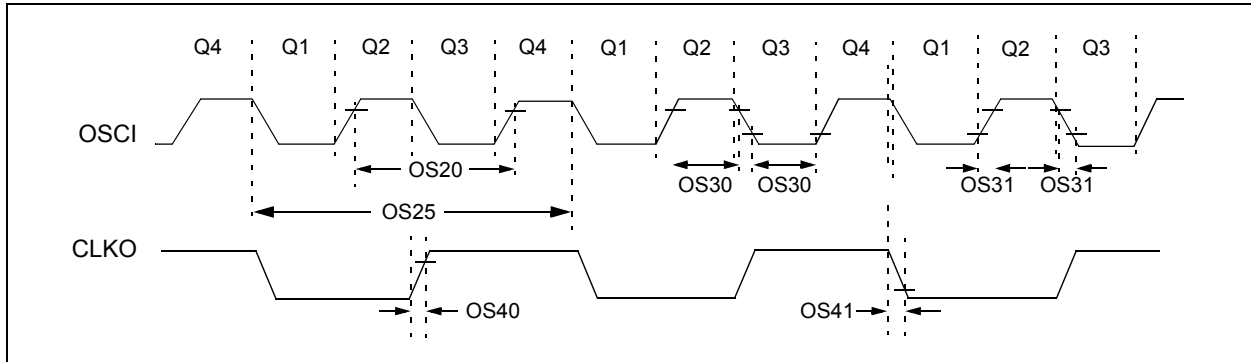 Q4 Q1 Q2 Q3 Q4 Q1 Q2 Q3 Q4 Q1 Q2 Q3
OSCI
OS20
OS30 OS30
OS31 OS31
OS25
CLKO
OS40
OS41